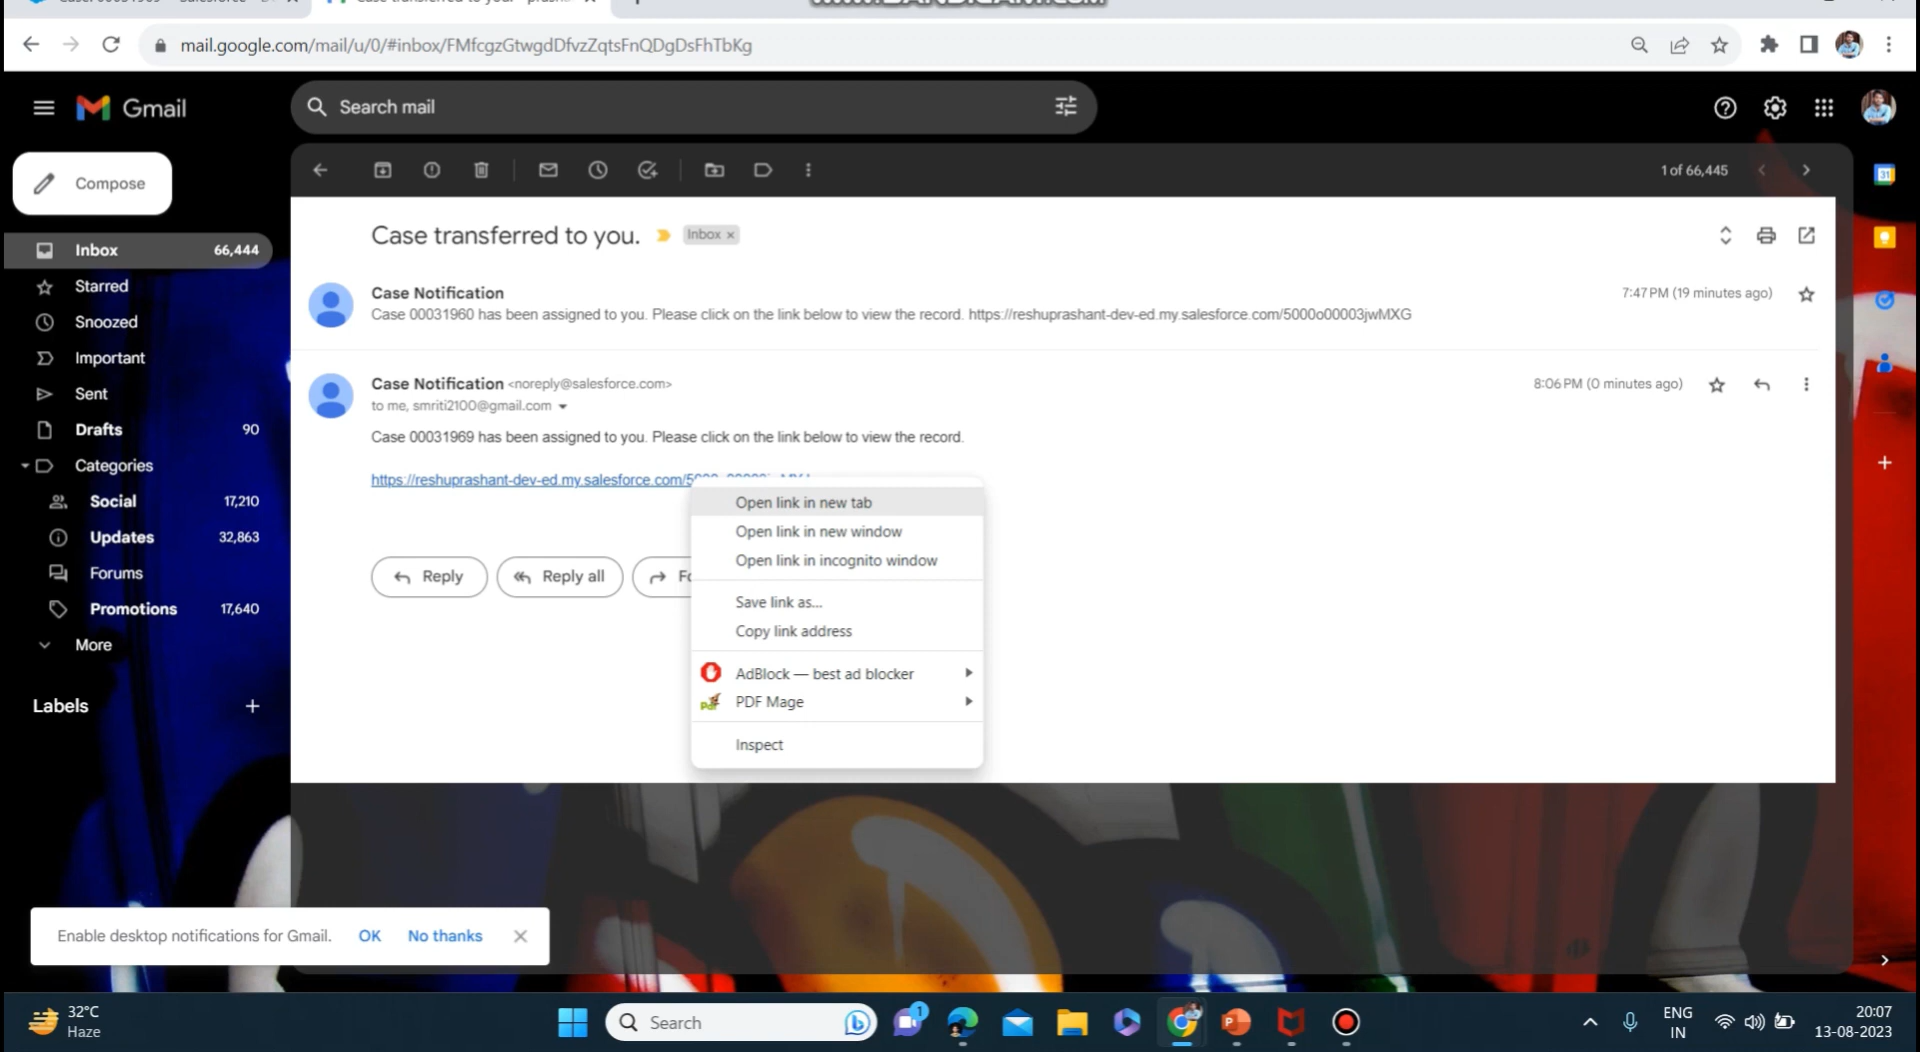 mail.google.com/mail/u/0/#inbox/FMfcgzGtwgdDfvzZqtsFnQDgDsFhTbKg
Gmail
Search mail
Compose
1 of 66,445
Case transferred to you.
Inbox ×
Inbox 66,444
Starred
Snoozed
Important
Sent
Drafts 90
Categories
Social 17,210
Updates 32,863
Forums
Promotions 17,640
More
Labels
Case Notification
7:47 PM (19 minutes ago)
Case 00031960 has been assigned to you. Please click on the link below to view the record. https://reshuprashant-dev-ed.my.salesforce.com/5000o00003jwMXG
Case Notification <noreply@salesforce.com>
8:06 PM (0 minutes ago)
to me, smriti2100@gmail.com
Case 00031969 has been assigned to you. Please click on the link below to view the record.
https://reshuprashant-dev-ed.my.salesforce.com/
Open link in new tab
Open link in new window
Open link in incognito window
Save link as...
Copy link address
AdBlock — best ad blocker
PDF Mage
Inspect
Reply
Reply all
Enable desktop notifications for Gmail. OK No thanks
32°C
Haze
Search
1
ENG
IN
20:07
13-08-2023